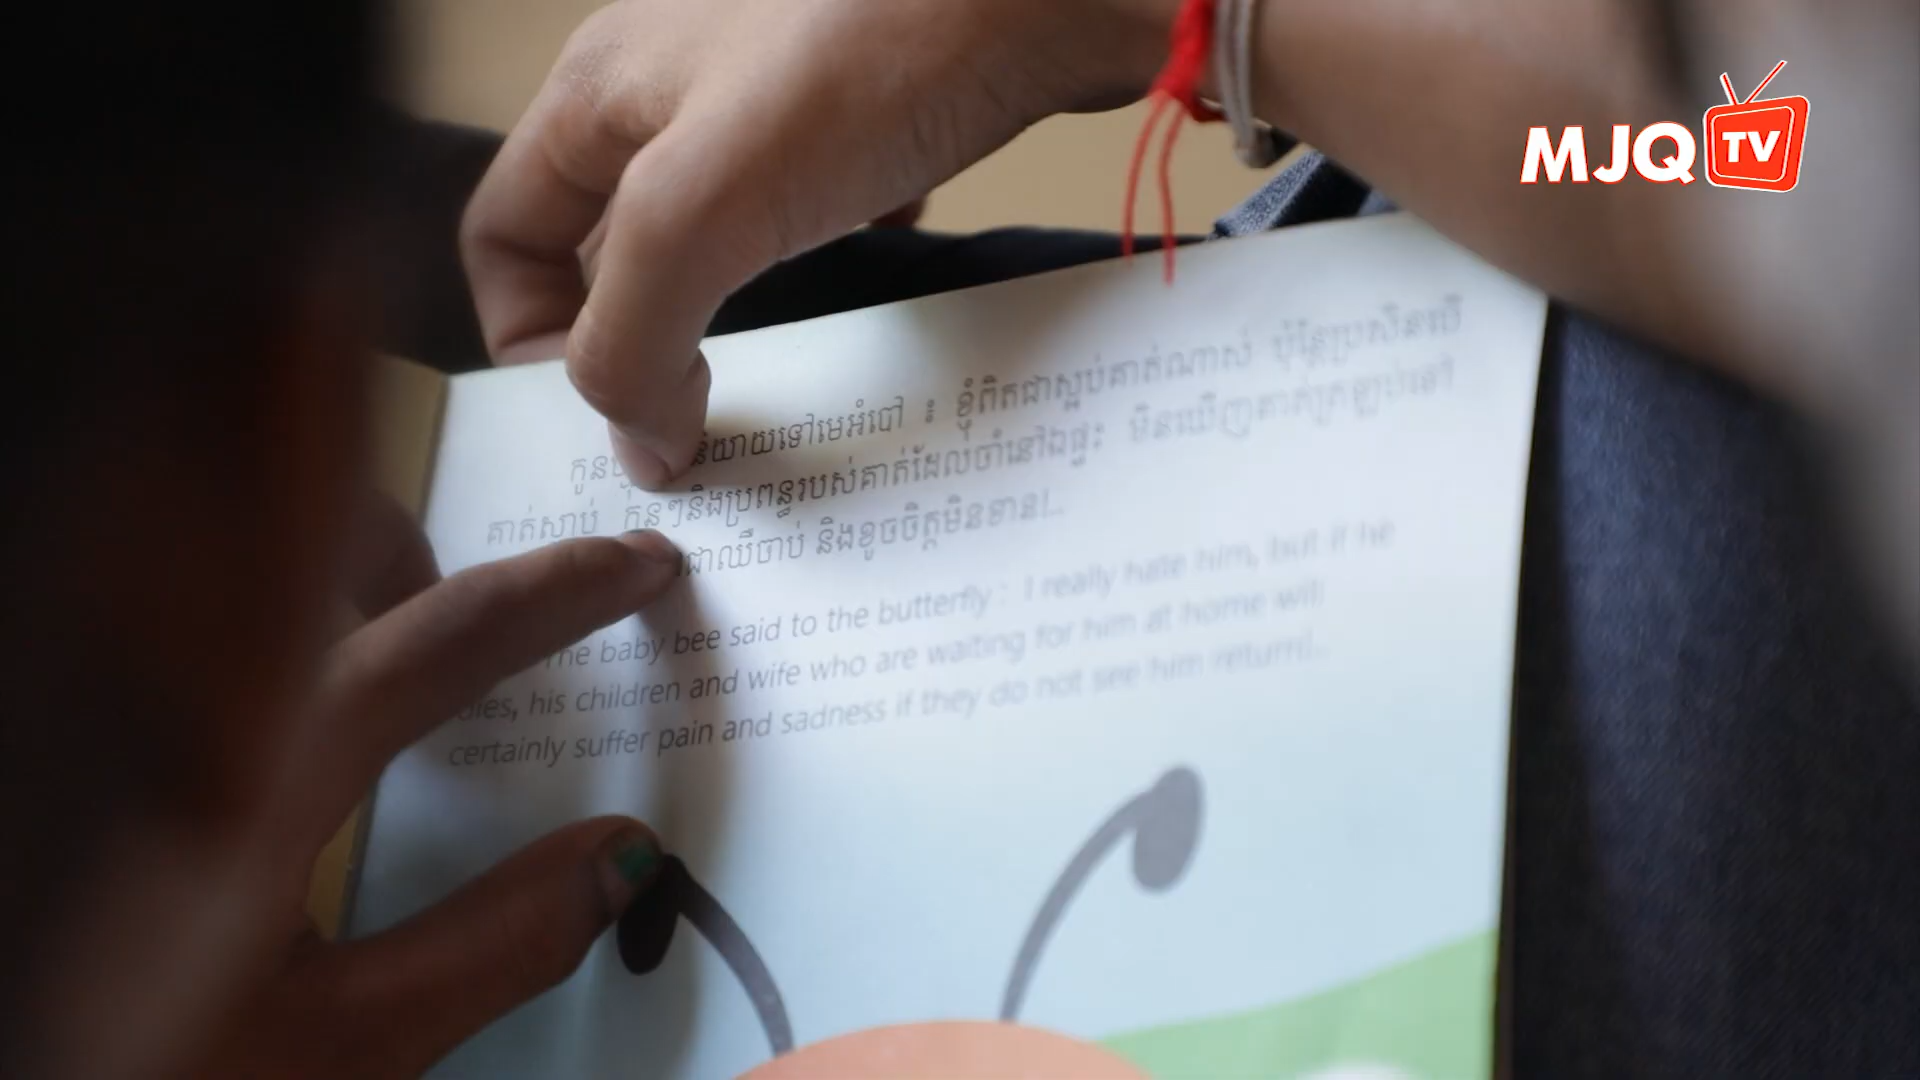 MJQ TV
កូន និយាយទៅមេអំបៅ ៖ ខ្ញុំពិតជាស្អប់គាត់ណាស់ ប៉ុន្តែប្រសិនបើ
គាត់ស្លាប់ កូនៗនិងប្រពន្ធរបស់គាត់ដែលចាំនៅឯផ្ទះ មិនឃើញគាត់ត្រឡប់ទៅ
ជាឈឺចាប់ និងខូចចិត្តមិនខាន!..
The baby bee said to the butterfly : I really hate him, but if he
dies, his children and wife who are waiting for him at home will
certainly suffer pain and sadness if they do not see him return!..